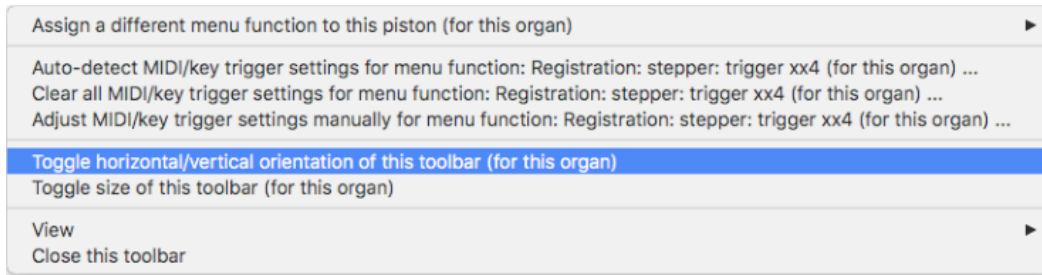 Assign a different menu function to this piston (for this organ)
Auto-detect MIDI/key trigger settings for menu function: Registration: stepper: trigger xx4 (for this organ) ...
Clear all MIDI/key trigger settings for menu function: Registration: stepper: trigger xx4 (for this organ) ...
Adjust MIDI/key trigger settings manually for menu function: Registration: stepper: trigger xx4 (for this organ) ...
Toggle horizontal/vertical orientation of this toolbar (for this organ)
Toggle size of this toolbar (for this organ)
View
Close this toolbar